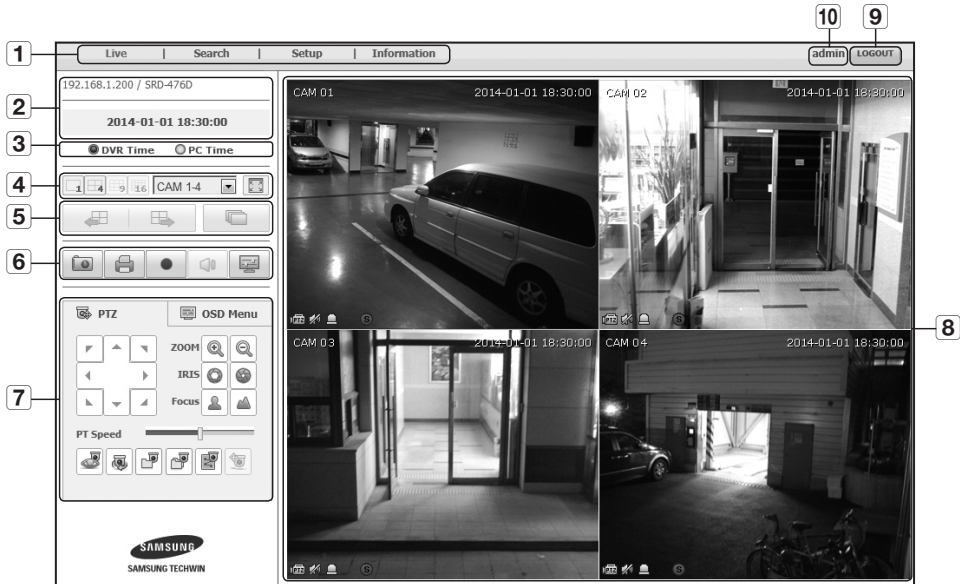 10
9
1
Live | Search | Setup | Information
admin
LOGOUT
2
192.168.1.200 / SRD-476D
2014-01-01 18:30:00
3
DVR Time
PC Time
4
1
4
9
16
CAM 1-4
5
6
7
PTZ
OSD Menu
ZOOM
IRIS
Focus
PT Speed
SAMSUNG
SAMSUNG TECHWIN
CAM 01
2014-01-01 18:30:00
PTZ
S
CAM 02
2014-01-01 18:30:00
PTZ
S
8
CAM 03
2014-01-01 18:30:00
PTZ
S
CAM 04
2014-01-01 18:30:00
PTZ
S